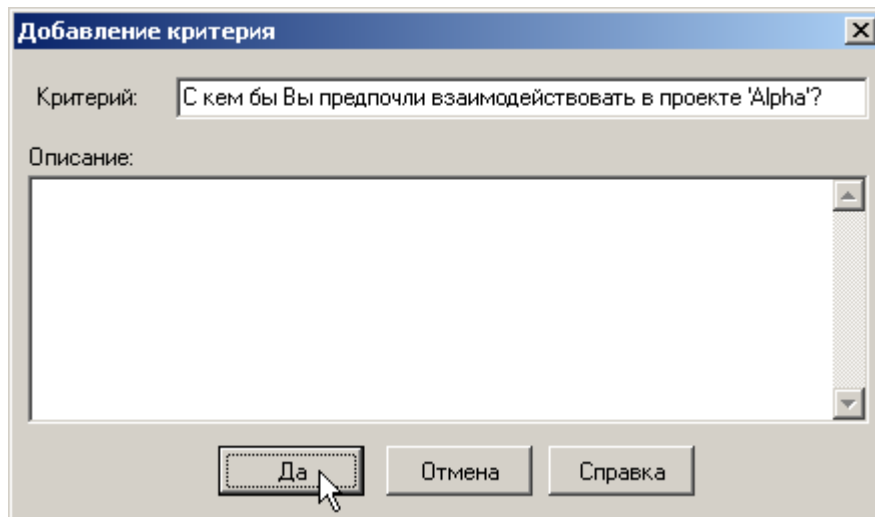 Добавление критерия
Критерий: С кем бы Вы предпочли взаимодействовать в проекте 'Alpha'?
Описание:
Да Отмена Справка